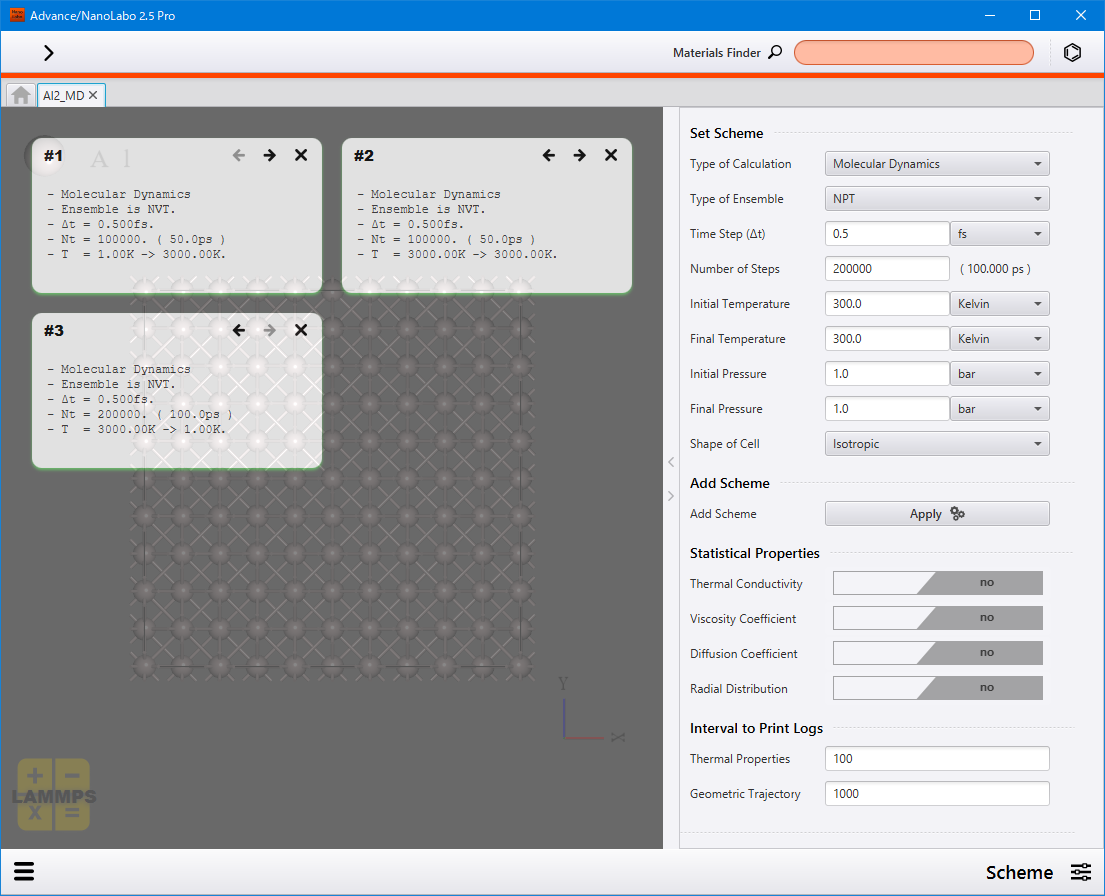 Advance/NanoLabo 2.5 Pro
Materials Finder
Al2_MD
Al
#1
- Molecular Dynamics
- Ensemble is NVT.
- Δt = 0.500fs.
- Nt = 100000. ( 50.0ps )
- T  = 1.00K -> 3000.00K.
#2
- Molecular Dynamics
- Ensemble is NVT.
- Δt = 0.500fs.
- Nt = 100000. ( 50.0ps )
- T  = 3000.00K -> 3000.00K.
#3
- Molecular Dynamics
- Ensemble is NVT.
- Δt = 0.500fs.
- Nt = 200000. ( 100.0ps )
- T  = 3000.00K -> 1.00K.
Y
X
LAMMPS
Set Scheme
Type of Calculation Molecular Dynamics
Type of Ensemble NPT
Time Step (Δt) 0.5 fs
Number of Steps 200000 ( 100.000 ps )
Initial Temperature 300.0 Kelvin
Final Temperature 300.0 Kelvin
Initial Pressure 1.0 bar
Final Pressure 1.0 bar
Shape of Cell Isotropic
Add Scheme
Add Scheme Apply
Statistical Properties
Thermal Conductivity no
Viscosity Coefficient no
Diffusion Coefficient no
Radial Distribution no
Interval to Print Logs
Thermal Properties 100
Geometric Trajectory 1000
Scheme